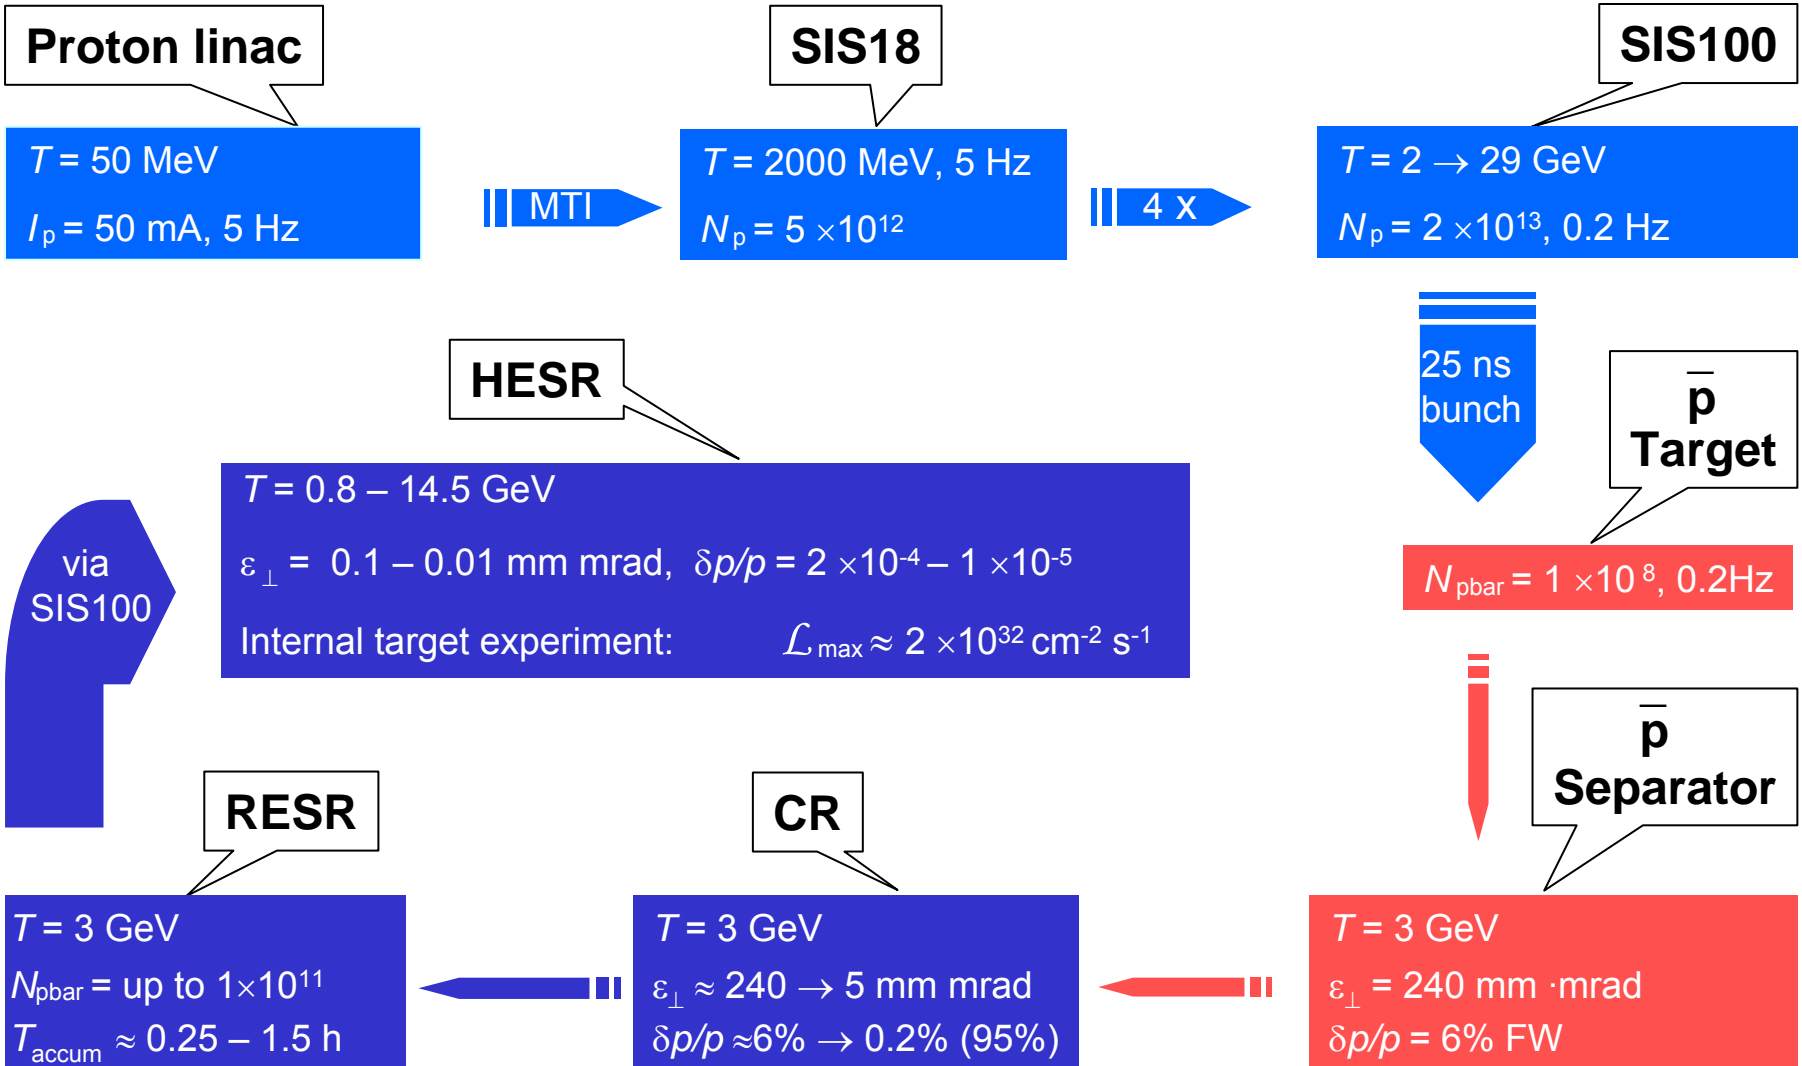 Proton linac
T = 50 MeV
Iₚ = 50 mA, 5 Hz
MTI
SIS18
T = 2000 MeV, 5 Hz
Nₚ = 5 ×10¹²
4 x
SIS100
T = 2 → 29 GeV
Nₚ = 2 ×10¹³, 0.2 Hz
25 ns
bunch
p̅
Target
N pbar = 1 ×10⁸, 0.2Hz
p̅
Separator
T = 3 GeV
ε⊥ = 240 mm ·mrad
δp/p = 6% FW
CR
T = 3 GeV
ε⊥ ≈ 240 → 5 mm mrad
δp/p ≈6% → 0.2% (95%)
RESR
T = 3 GeV
Npbar = up to 1×10¹¹
Taccum ≈ 0.25 – 1.5 h
via
SIS100
HESR
T = 0.8 – 14.5 GeV
ε⊥ = 0.1 – 0.01 mm mrad, δp/p = 2 ×10⁻⁴ – 1 ×10⁻⁵
Internal target experiment: ℒmax ≈ 2 ×10³² cm⁻² s⁻¹